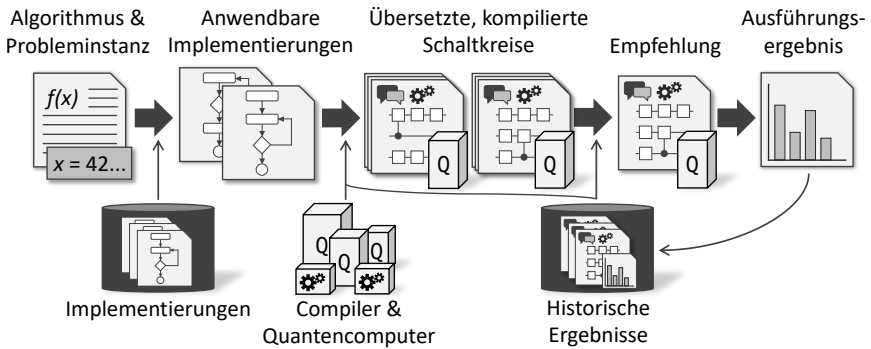 Algorithmus &
Probleminstanz
Anwendbare
Implementierungen
Übersetzte, kompilierte
Schaltkreise
Empfehlung
Ausführungs-
ergebnis
f(x)
x = 42...
Q
Q
Q
Q
Q
Q
Implementierungen
Compiler &
Quantencomputer
Historische
Ergebnisse